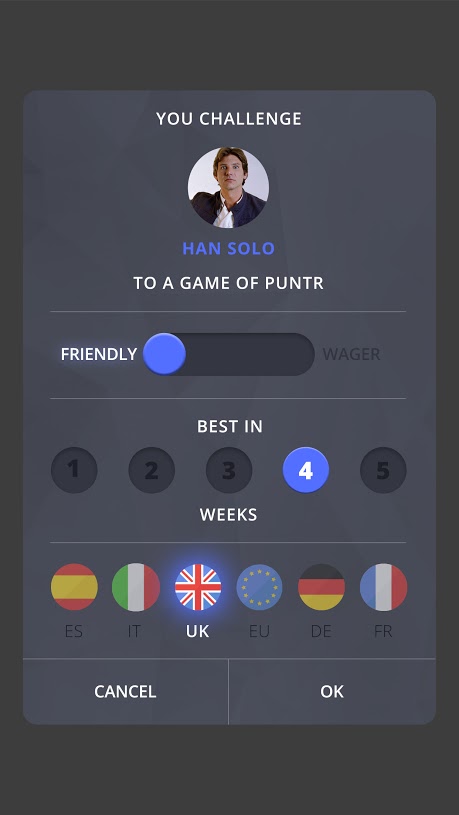 YOU CHALLENGE
HAN SOLO
TO A GAME OF PUNTR
FRIENDLY WAGER
BEST IN
1 2 3 4 5
WEEKS
ES IT UK EU DE FR
CANCEL OK